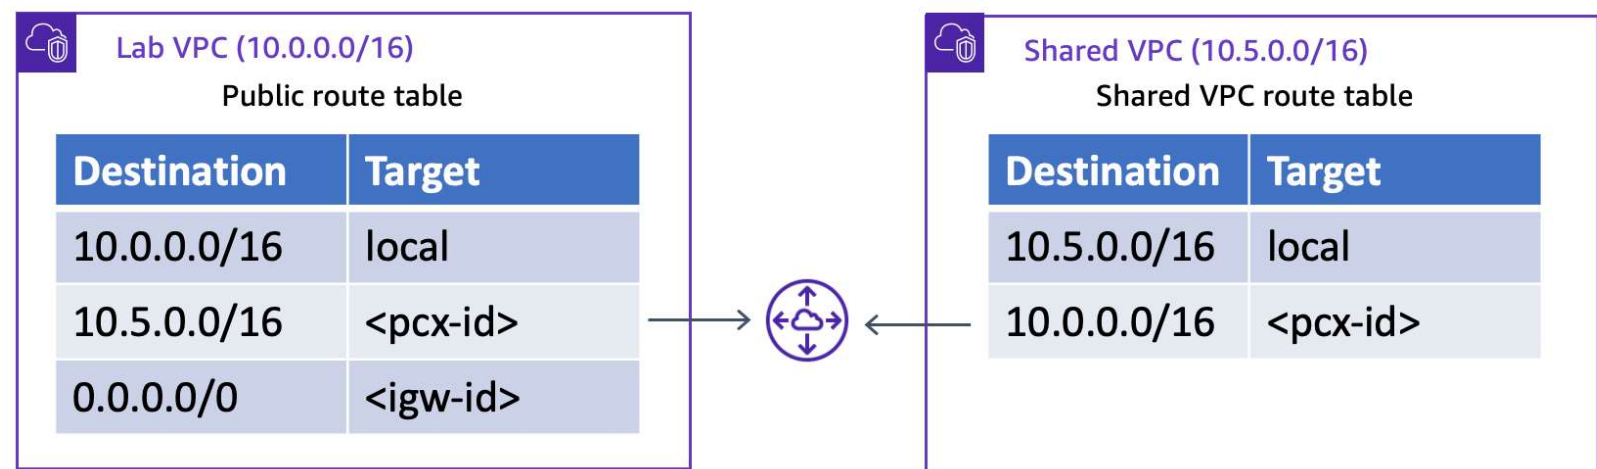 Lab VPC (10.0.0.0/16)
Public route table
Destination Target
10.0.0.0/16 local
10.5.0.0/16 <pcx-id>
0.0.0.0/0 <igw-id>
Shared VPC (10.5.0.0/16)
Shared VPC route table
Destination Target
10.5.0.0/16 local
10.0.0.0/16 <pcx-id>